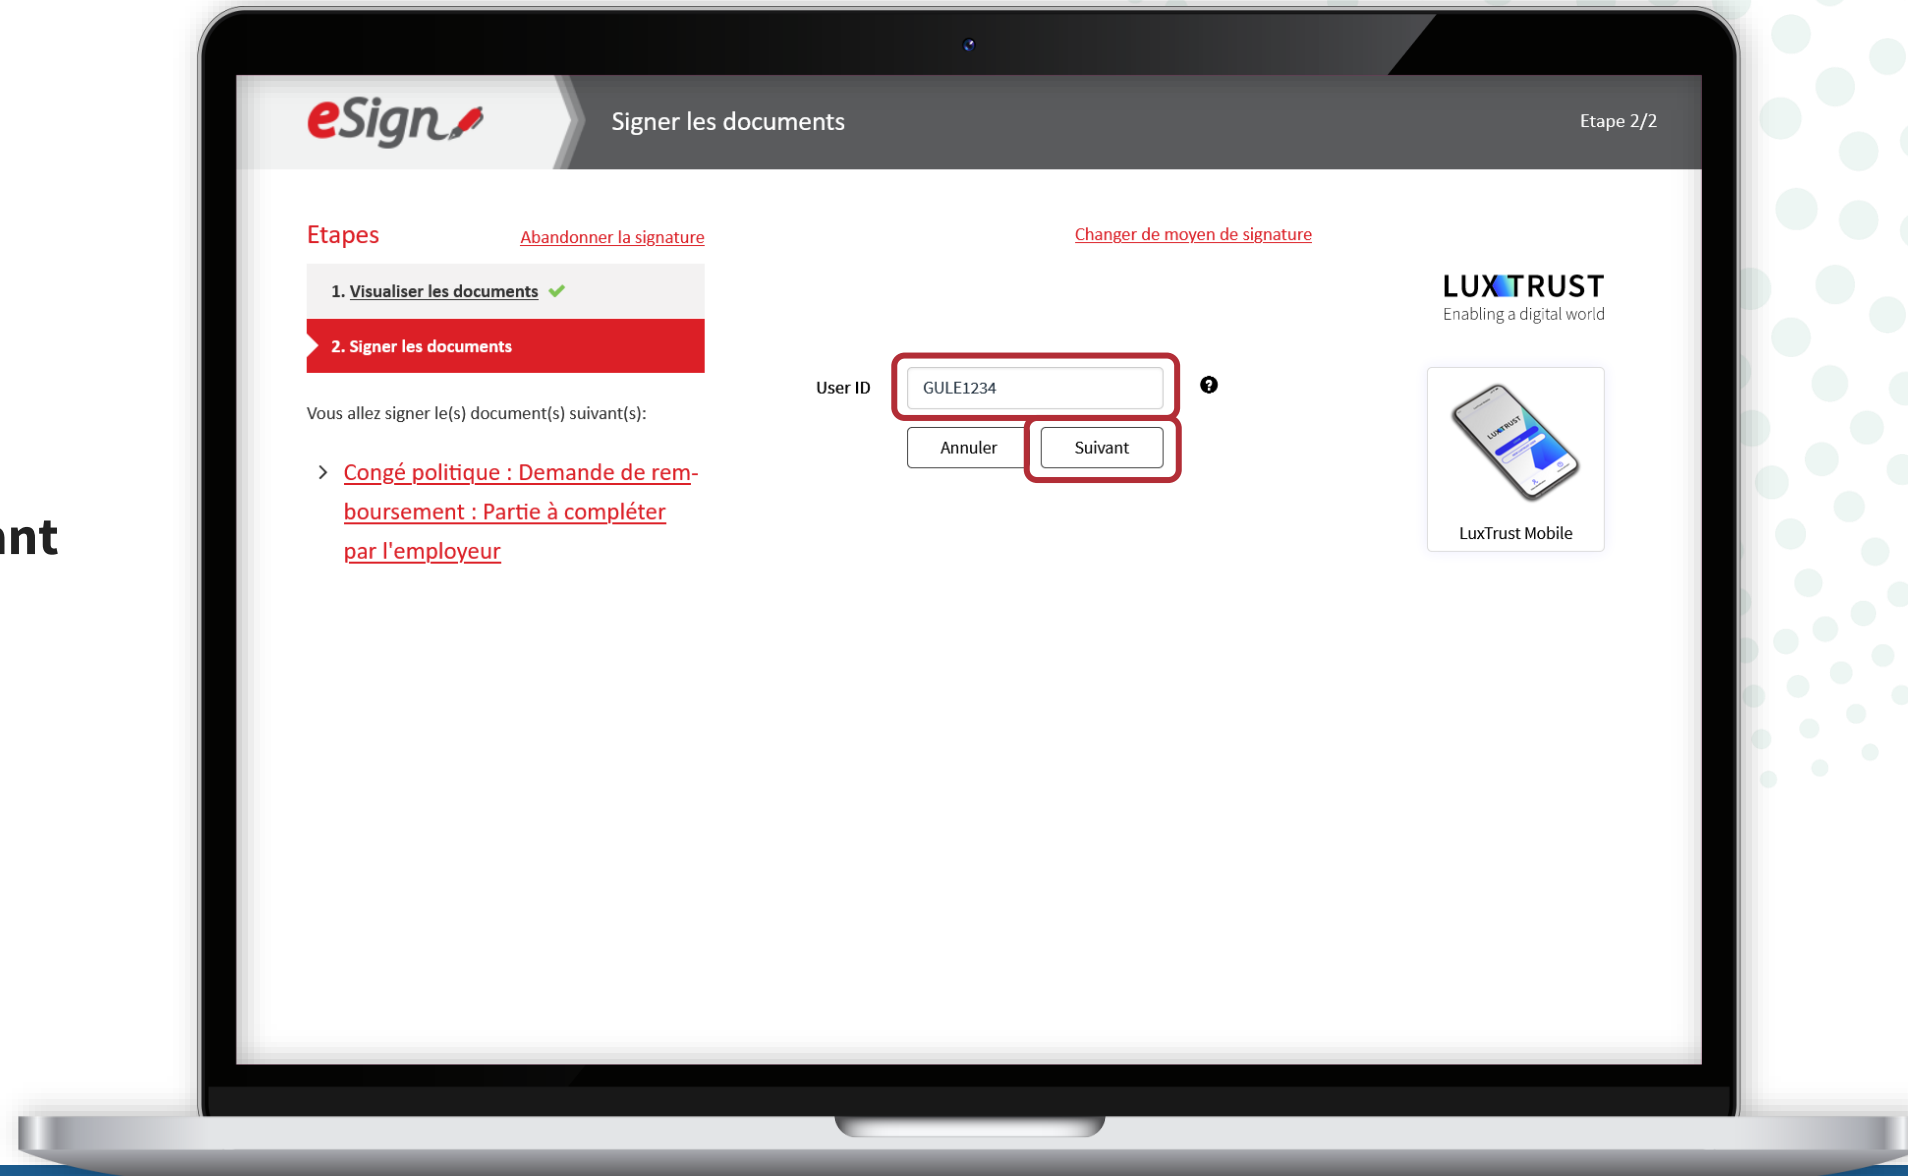 eSign
Signer les documents
Etape 2/2
Etapes
Abandonner la signature
Changer de moyen de signature
1. Visualiser les documents
2. Signer les documents
LUXTRUST
Enabling a digital world
User ID
GULE1234
Vous allez signer le(s) document(s) suivant(s):
Annuler
Suivant
Congé politique : Demande de rem-
boursement : Partie à compléter
par l'employeur
LUXTRUST
LuxTrust Mobile
ant